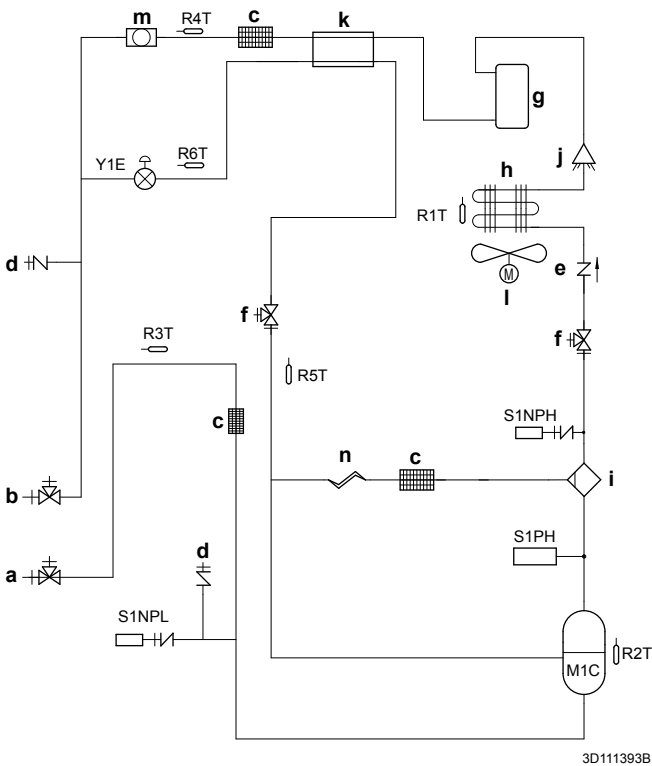 m
R4T
c
k
g
j
Y1E
R6T
h
R1T
d
e
M
l
f
f
R3T
R5T
c
S1NPH
n
c
b
i
a
d
S1PH
S1NPL
M1C
R2T
3D111393B